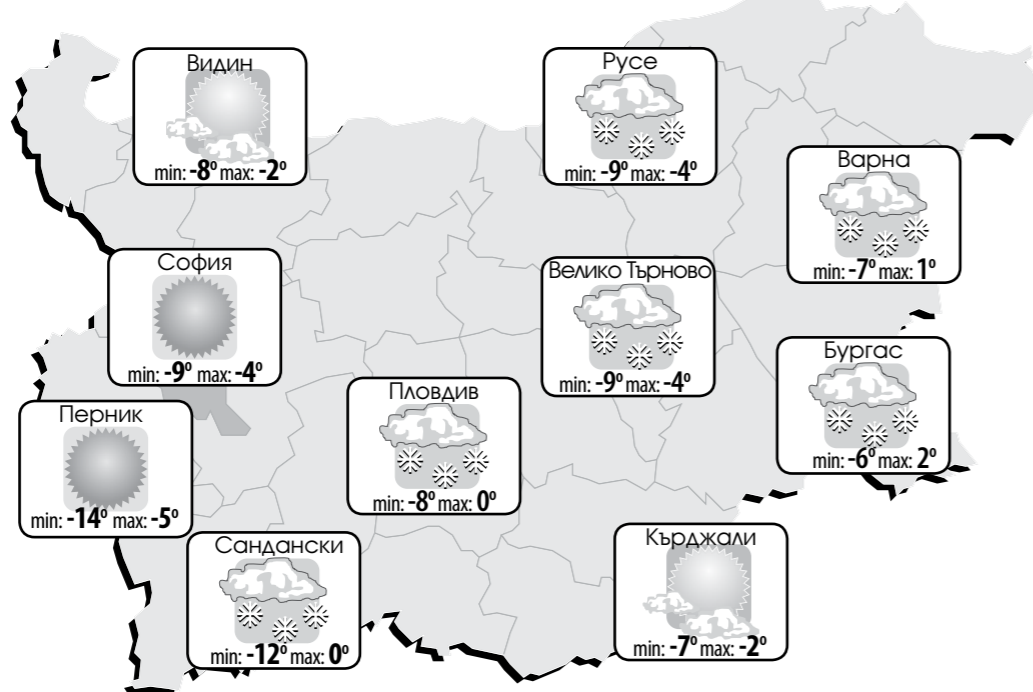 Видин
min: -8° max: -2°
Русе
min: -9° max: -4°
Варна
min: -7° max: 1°
София
min: -9° max: -4°
Велико Търново
min: -9° max: -4°
Бургас
min: -6° max: 2°
Пловдив
min: -8° max: 0°
Перник
min: -14° max: -5°
Сандански
min: -12° max: 0°
Кърджали
min: -7° max: -2°